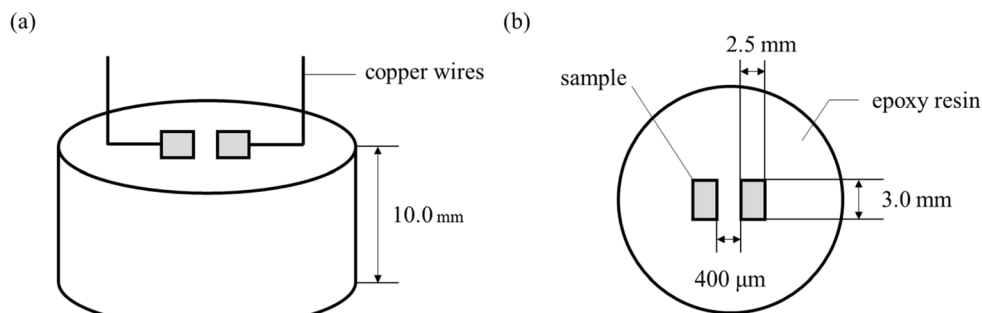 (a)
copper wires
10.0 mm
(b)
2.5 mm
sample
epoxy resin
3.0 mm
400 μm